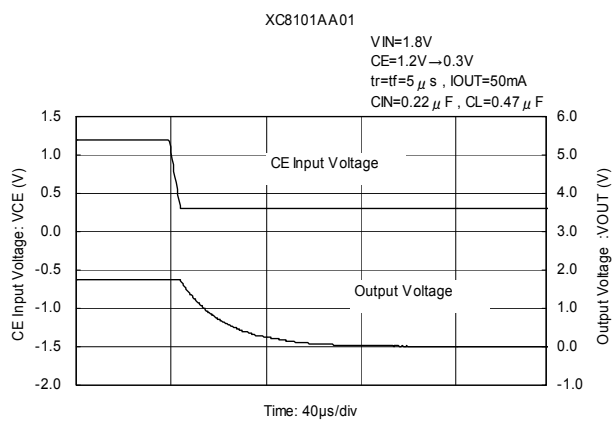 XC8101AA01
VIN=1.8V
CE=1.2V→0.3V
tr=tf=5μs , IOUT=50mA
CIN=0.22μF , CL=0.47μF
1.5
1.0
0.5
0.0
-0.5
-1.0
-1.5
-2.0
CE Input Voltage: VCE (V)
CE Input Voltage
Output Voltage
6.0
5.0
4.0
3.0
2.0
1.0
0.0
-1.0
Output Voltage :VOUT (V)
Time: 40μs/div